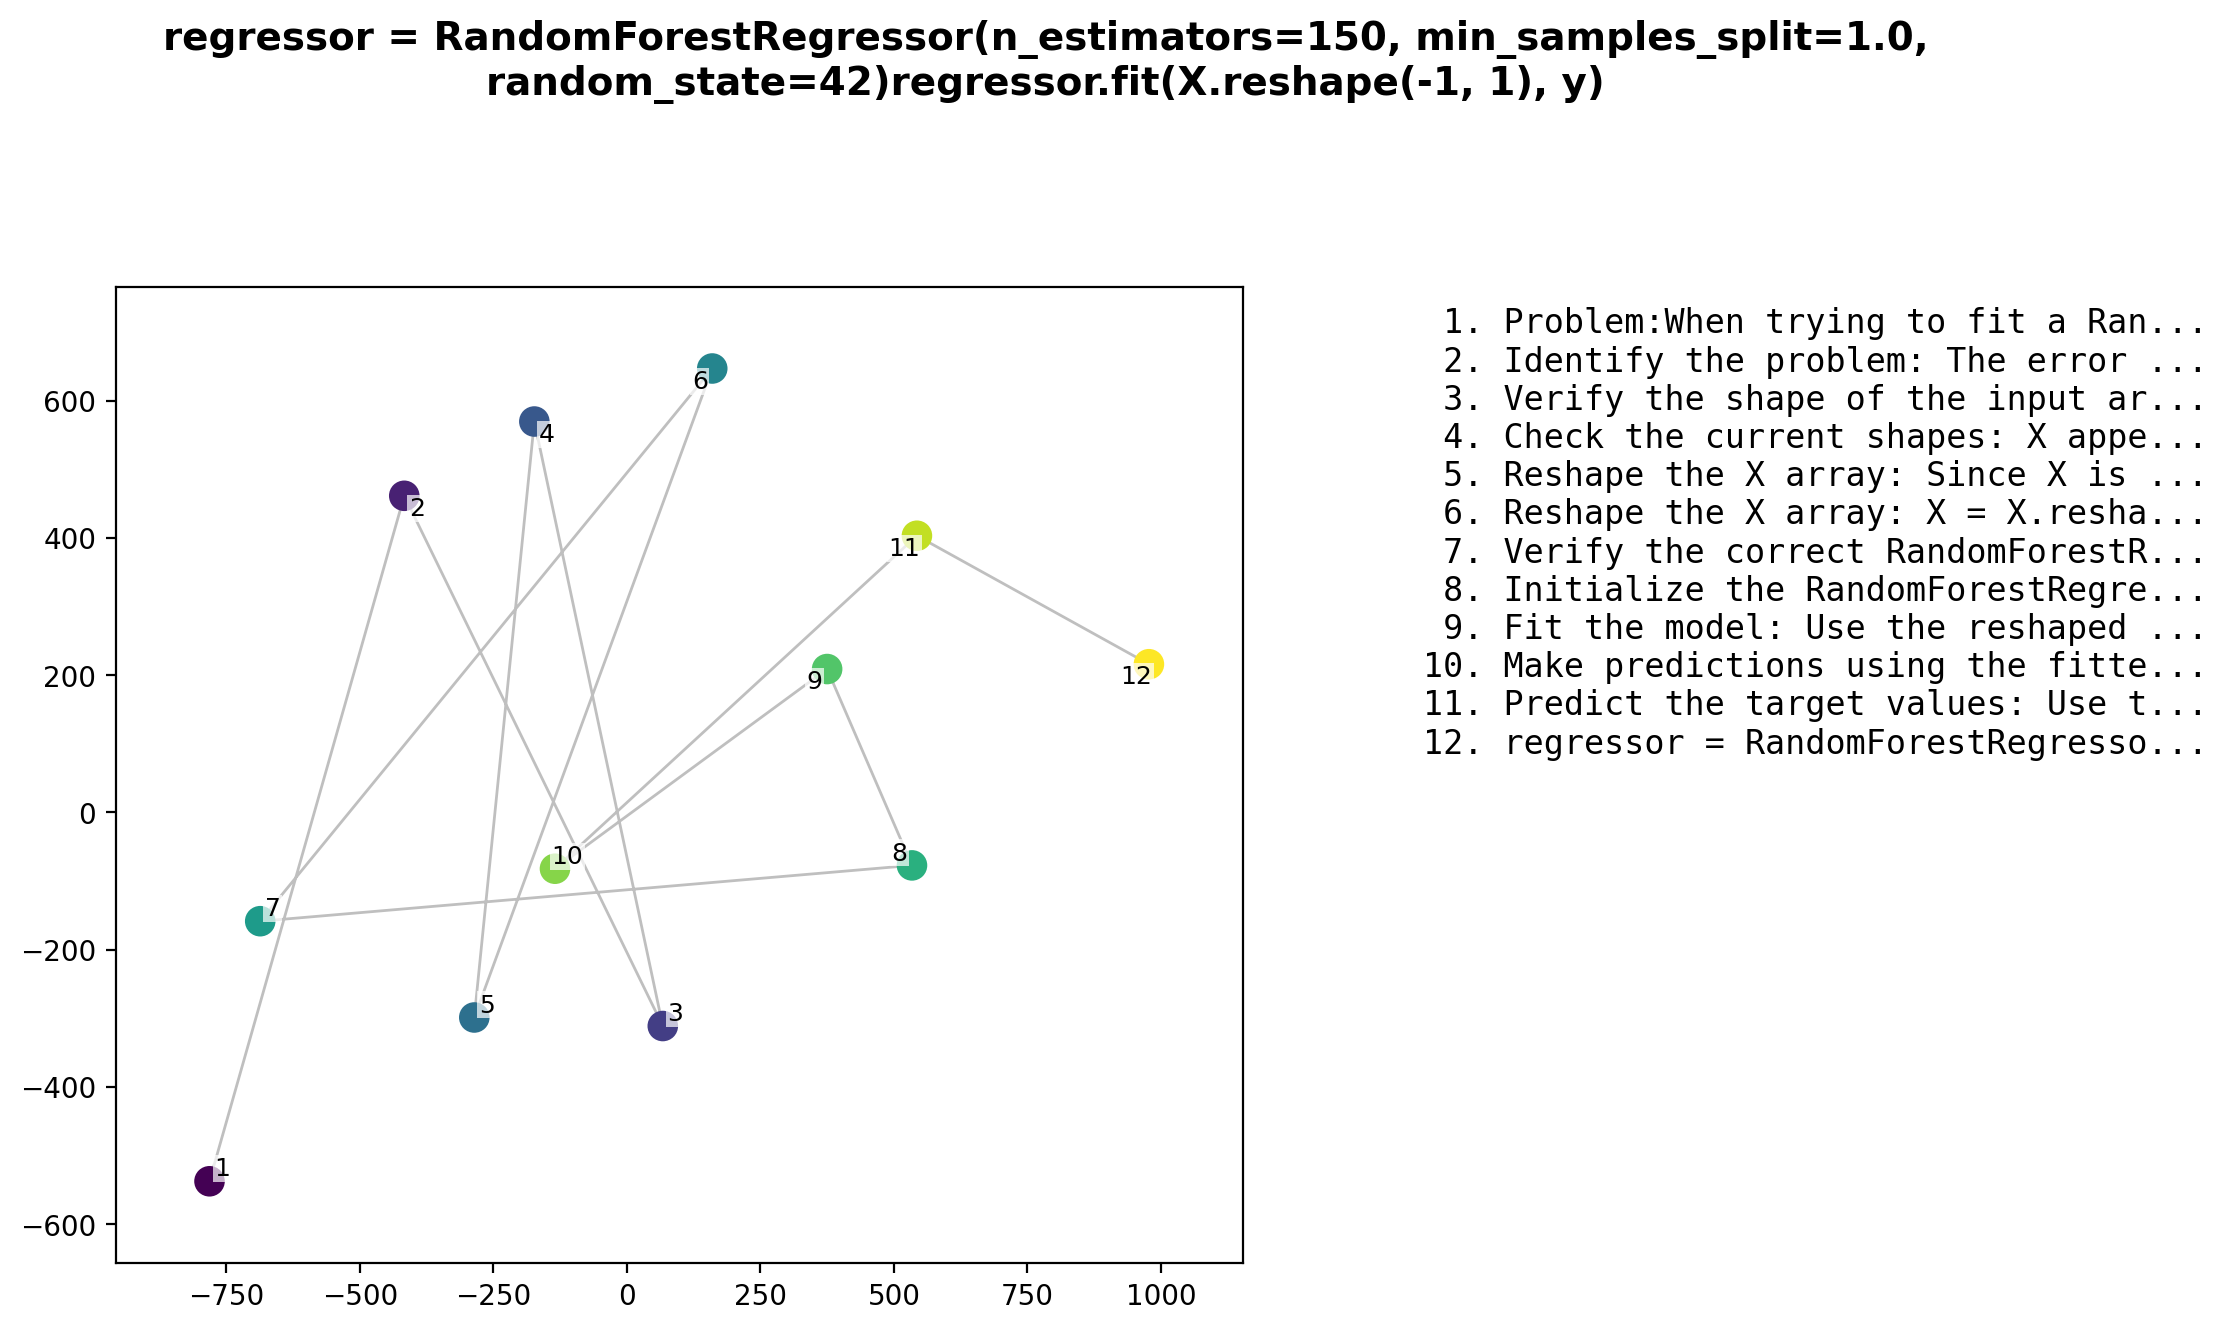 regressor = RandomForestRegressor(n_estimators=150, min_samples_split=1.0,
random_state=42)regressor.fit(X.reshape(-1, 1), y)
600
400
200
0
−200
−400
−600
−750
−500
−250
0
250
500
750
1000
1
2
3
4
5
6
7
8
9
10
11
12
1. Problem:When trying to fit a Ran...
2. Identify the problem: The error ...
3. Verify the shape of the input ar...
4. Check the current shapes: X appe...
5. Reshape the X array: Since X is ...
6. Reshape the X array: X = X.resha...
7. Verify the correct RandomForestR...
8. Initialize the RandomForestRegre...
9. Fit the model: Use the reshaped ...
10. Make predictions using the fitte...
11. Predict the target values: Use t...
12. regressor = RandomForestRegresso...